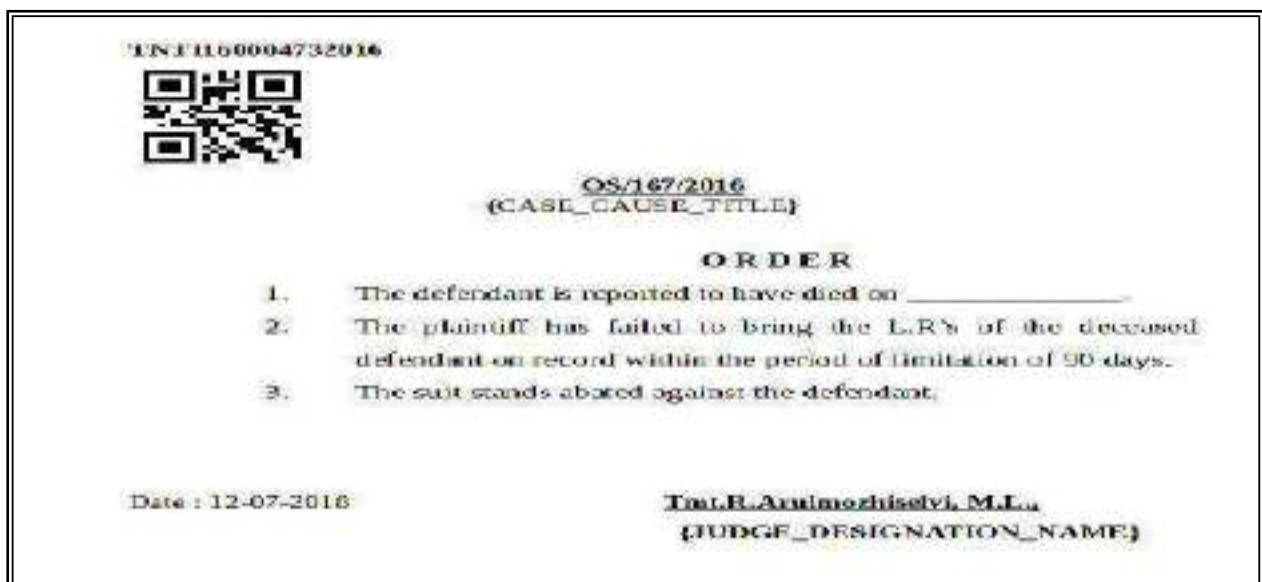 TNTI160004732016
OS/167/2016
{CASE_CAUSE_TITLE}
O R D E R
1. The defendant is reported to have died on ________________.
2. The plaintiff has failed to bring the L.R's of the deceased
defendant on record within the period of limitation of 90 days.
3. The suit stands abated against the defendant.
Date : 12-07-2018
Tmt.R.Arulmozhiselvi, M.L.,
{JUDGE_DESIGNATION_NAME}